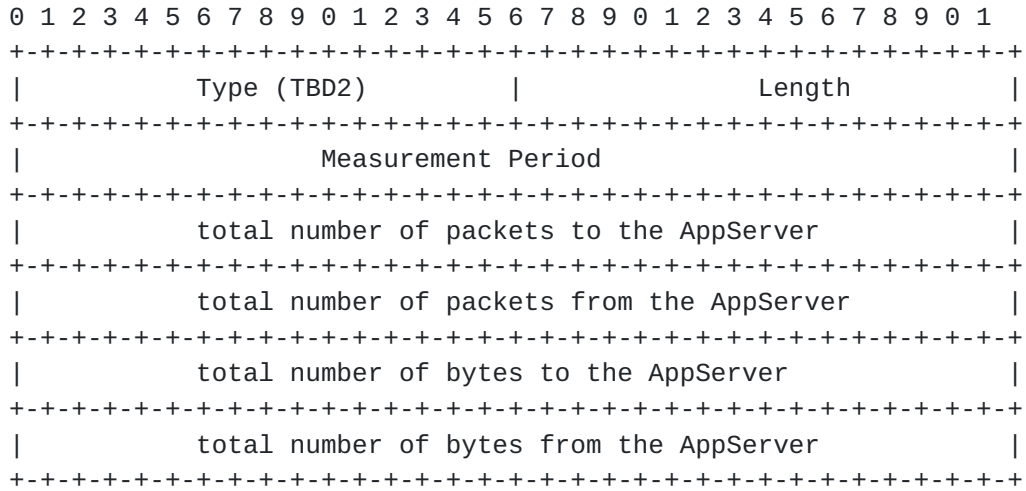 0 1 2 3 4 5 6 7 8 9 0 1 2 3 4 5 6 7 8 9 0 1 2 3 4 5 6 7 8 9 0 1
+-+-+-+-+-+-+-+-+-+-+-+-+-+-+-+-+-+-+-+-+-+-+-+-+-+-+-+-+-+-+-+-+
|           Type (TBD2)         |               Length          |
+-+-+-+-+-+-+-+-+-+-+-+-+-+-+-+-+-+-+-+-+-+-+-+-+-+-+-+-+-+-+-+-+
|                   Measurement Period                          |
+-+-+-+-+-+-+-+-+-+-+-+-+-+-+-+-+-+-+-+-+-+-+-+-+-+-+-+-+-+-+-+-+
|           total number of packets to the AppServer            |
+-+-+-+-+-+-+-+-+-+-+-+-+-+-+-+-+-+-+-+-+-+-+-+-+-+-+-+-+-+-+-+-+
|           total number of packets from the AppServer          |
+-+-+-+-+-+-+-+-+-+-+-+-+-+-+-+-+-+-+-+-+-+-+-+-+-+-+-+-+-+-+-+-+
|           total number of bytes to the AppServer              |
+-+-+-+-+-+-+-+-+-+-+-+-+-+-+-+-+-+-+-+-+-+-+-+-+-+-+-+-+-+-+-+-+
|           total number of bytes from the AppServer            |
+-+-+-+-+-+-+-+-+-+-+-+-+-+-+-+-+-+-+-+-+-+-+-+-+-+-+-+-+-+-+-+-+